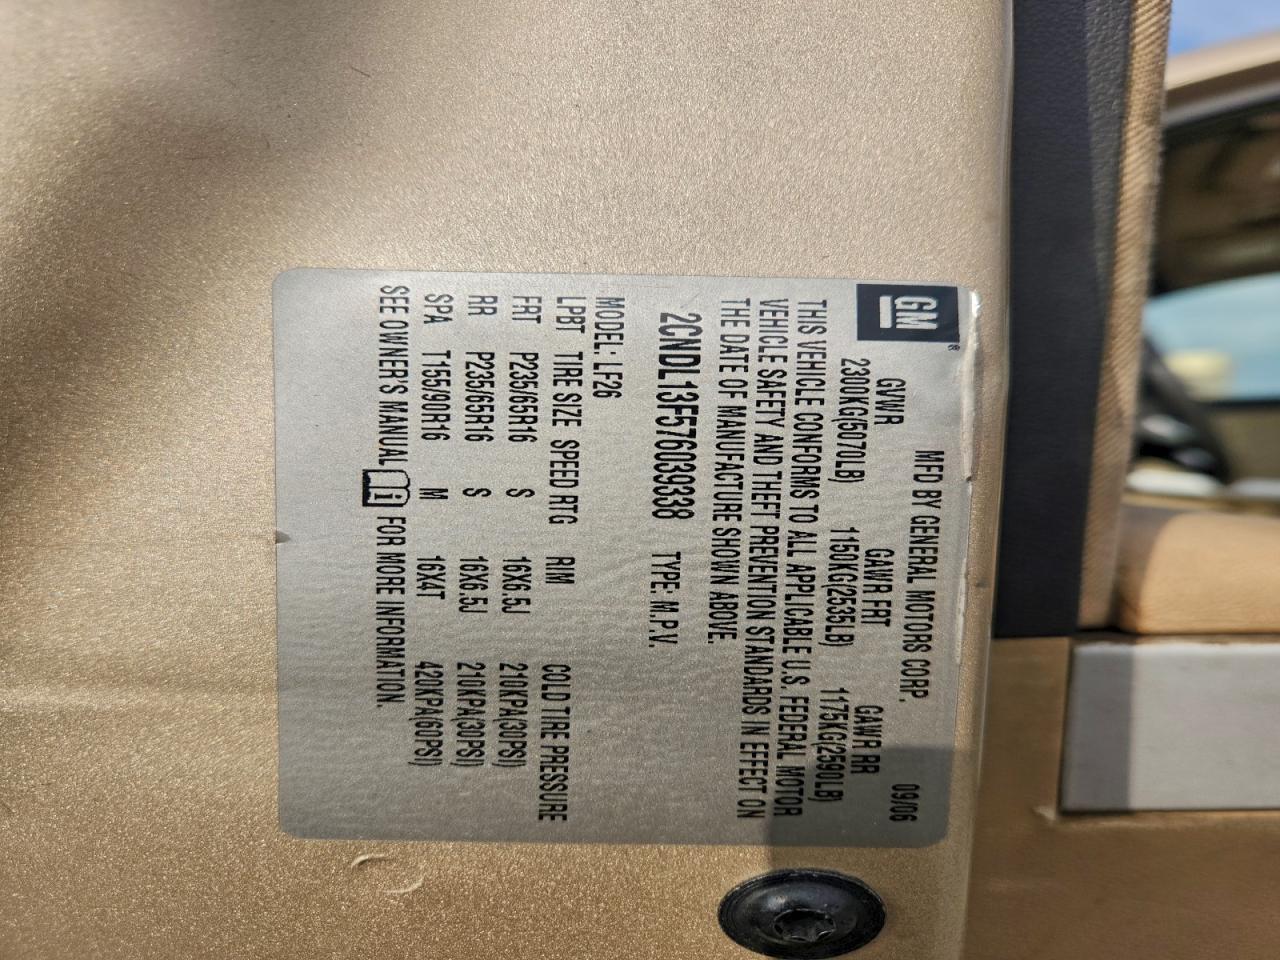 GM®
MFD BY GENERAL MOTORS CORP. 09/06
GVWR GAWR FRT GAWR RR
2300KG(5070LB) 1150KG(2535LB) 1175KG(2590LB)
THIS VEHICLE CONFORMS TO ALL APPLICABLE U.S. FEDERAL MOTOR
VEHICLE SAFETY AND THEFT PREVENTION STANDARDS IN EFFECT ON
THE DATE OF MANUFACTURE SHOWN ABOVE.
2CNDL13F576039338 TYPE: M.P.V.
MODEL: LF26
LPBT TIRE SIZE SPEED RTG RIM COLD TIRE PRESSURE
FRT P235/65R16 S 16X6.5J 210KPA(30PSI)
RR P235/65R16 S 16X6.5J 210KPA(30PSI)
SPA T155/90R16 M 16X4T 420KPA(60PSI)
SEE OWNER'S MANUAL i FOR MORE INFORMATION.